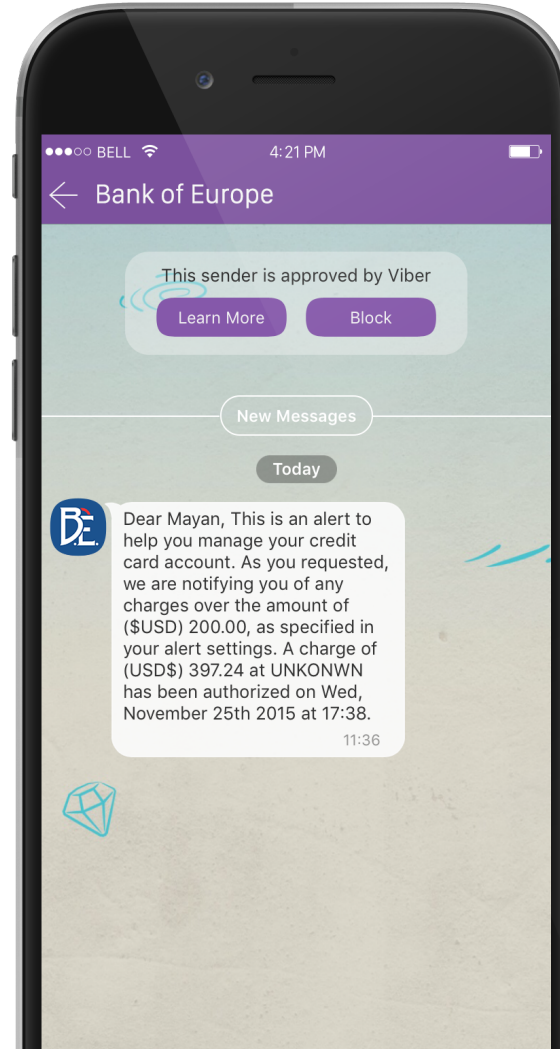 BELL 4:21 PM
Bank of Europe
This sender is approved by Viber
Learn More Block
New Messages
Today
B.E.
Dear Mayan, This is an alert to
help you manage your credit
card account. As you requested,
we are notifying you of any
charges over the amount of
($USD) 200.00, as specified in
your alert settings. A charge of
(USD$) 397.24 at UNKONWN
has been authorized on Wed,
November 25th 2015 at 17:38.
11:36